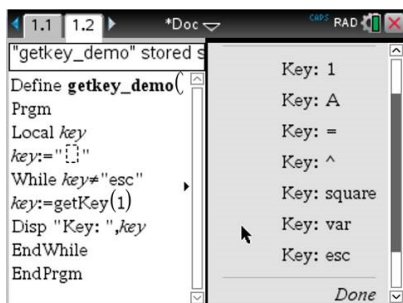 1.1 1.2 *Doc CAPS RAD
"getkey_demo" stored s
Define getkey_demo(
Prgm
Local key
key:=" "
While key≠"esc"
key:=getKey(1)
Disp "Key: ",key
EndWhile
EndPrgm
Key: 1
Key: A
Key: =
Key: ^
Key: square
Key: var
Key: esc
Done